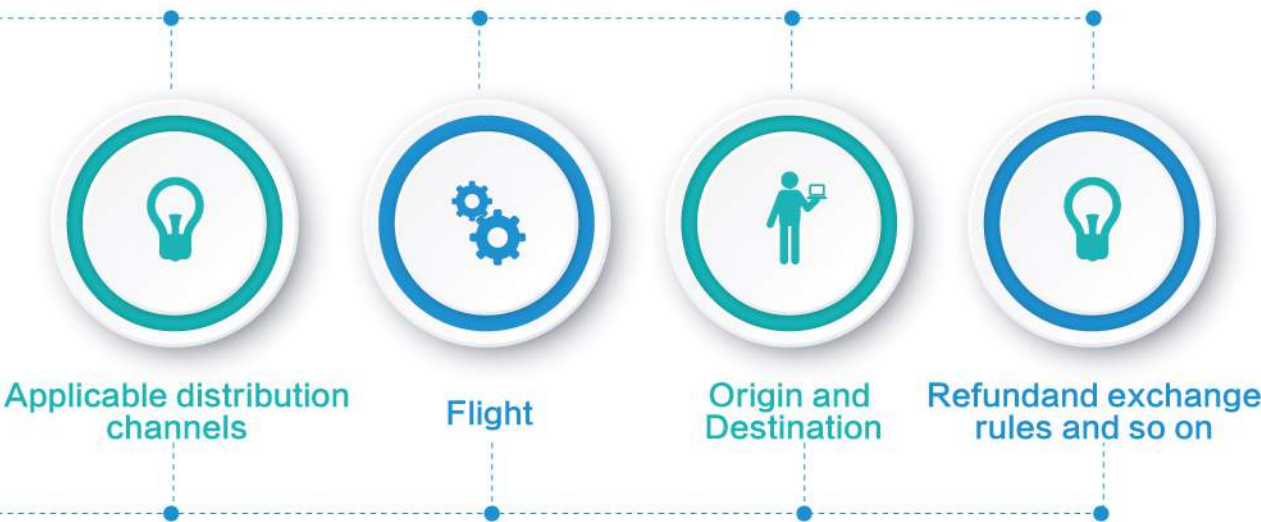 Applicable distribution
channels
Flight
Origin and
Destination
Refundand exchange
rules and so on